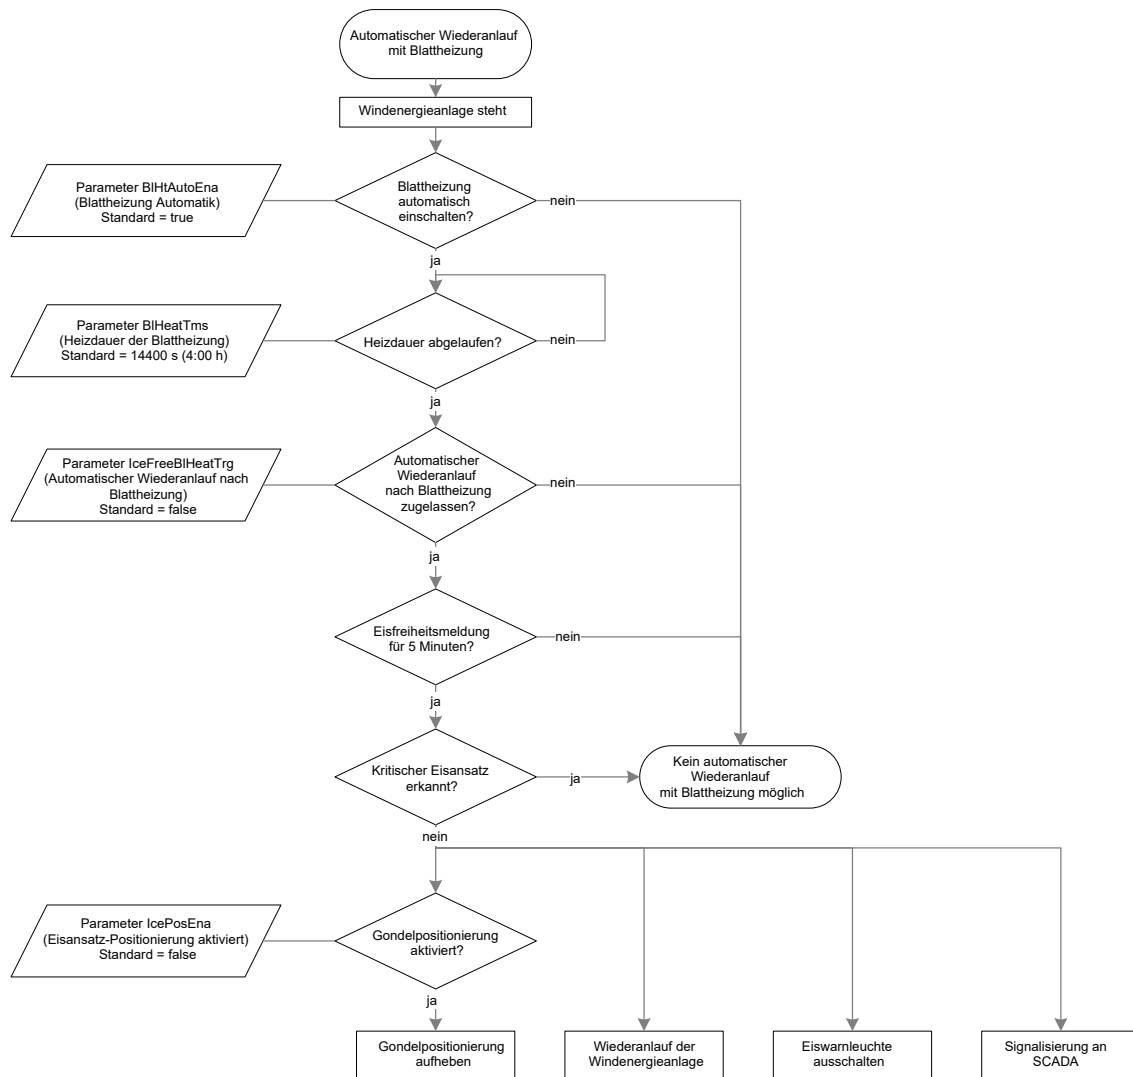 Automatischer Wiederanlauf
mit Blattheizung
Windenergieanlage steht
Parameter BlHtAutoEna
(Blattheizung Automatik)
Standard = true
Blattheizung
automatisch
einschalten?
nein
ja
Parameter BlHeatTms
(Heizdauer der Blattheizung)
Standard = 14400 s (4:00 h)
Heizdauer abgelaufen?
nein
ja
Parameter IceFreeBlHeatTrg
(Automatischer Wiederanlauf nach
Blattheizung)
Standard = false
Automatischer
Wiederanlauf
nach Blattheizung
zugelassen?
nein
ja
Eisfreiheitsmeldung
für 5 Minuten?
nein
ja
Kritischer Eisansatz
erkannt?
ja
Kein automatischer
Wiederanlauf
mit Blattheizung möglich
nein
Parameter IcePosEna
(Eisansatz-Positionierung aktiviert)
Standard = false
Gondelpositionierung
aktiviert?
ja
Gondelpositionierung
aufheben
Wiederanlauf der
Windenergieanlage
Eiswarnleuchte
ausschalten
Signalisierung an
SCADA